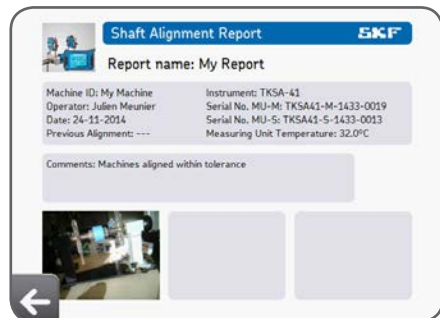 Shaft Alignment Report SKF
Report name: My Report
Machine ID: My Machine
Operator: Julien Meunier
Date: 24-11-2014
Previous Alignment: ---
Instrument: TKSA-41
Serial No. MU-M: TKSA41-M-1433-0019
Serial No. MU-S: TKSA41-S-1433-0013
Measuring Unit Temperature: 32.0ºC
Comments: Machines aligned within tolerance